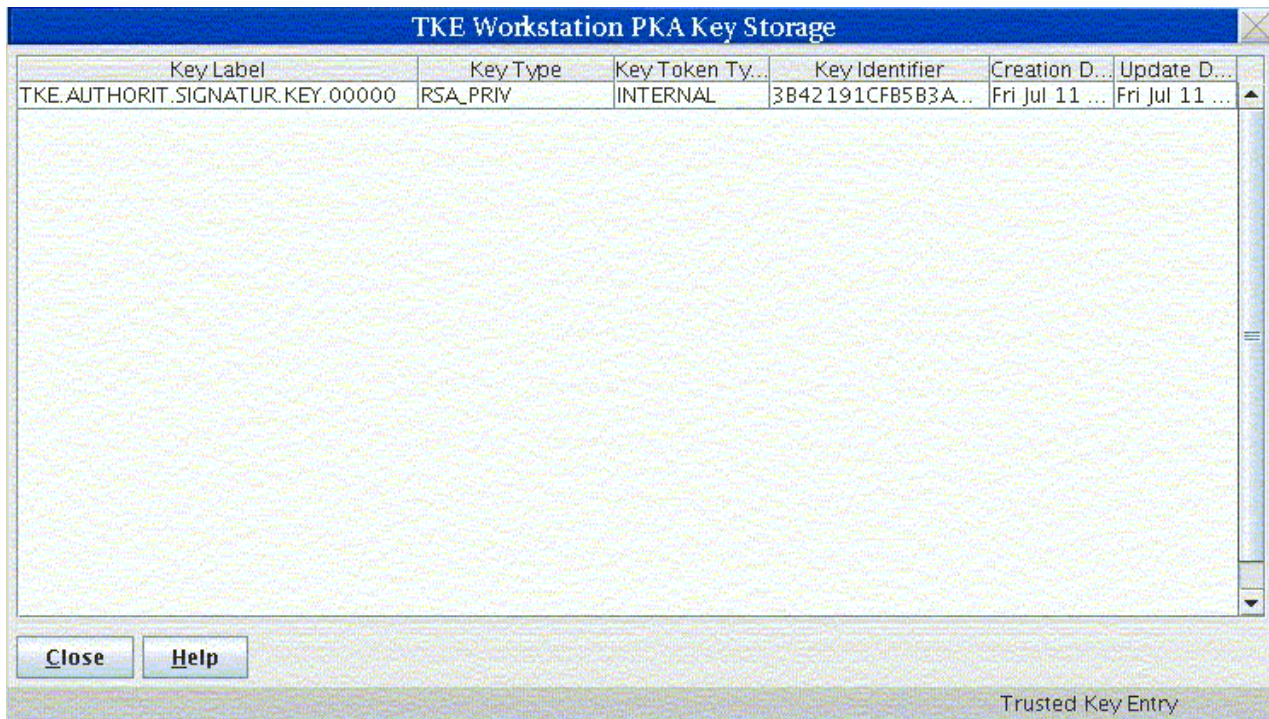 TKE Workstation PKA Key Storage
Key Label Key Type Key Token Ty... Key Identifier Creation D... Update D...
TKE.AUTHORIT.SIGNATUR.KEY.00000 RSA_PRIV INTERNAL 3B42191CFB5B3A... Fri Jul 11 ... Fri Jul 11 ...
Close Help
Trusted Key Entry